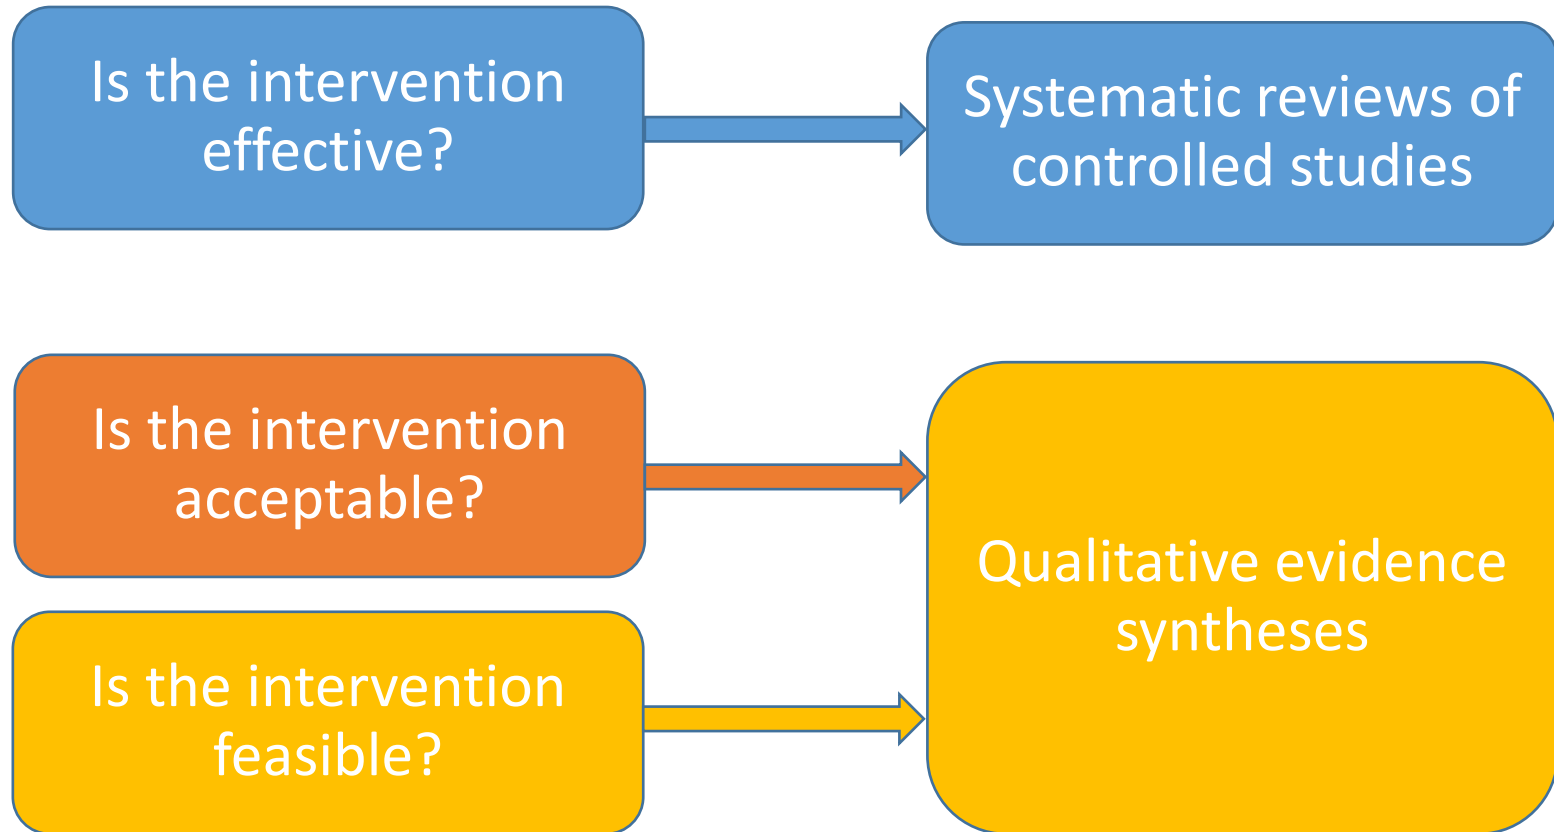 Is the intervention
effective?
Systematic reviews of
controlled studies
Is the intervention
acceptable?
Is the intervention
feasible?
Qualitative evidence
syntheses